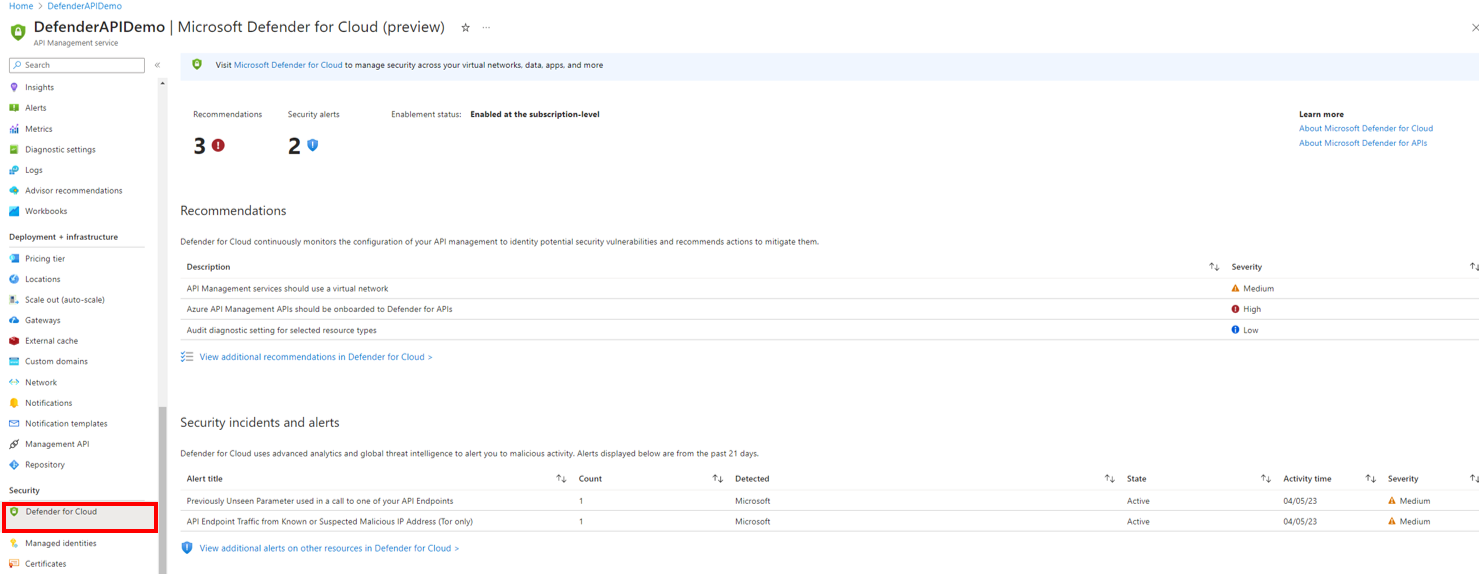 Home > DefenderAPIDemo
DefenderAPIDemo | Microsoft Defender for Cloud (preview) ☆ ...
API Management service
Search
Insights
Alerts
Metrics
Diagnostic settings
Logs
Advisor recommendations
Workbooks
Deployment + infrastructure
Pricing tier
Locations
Scale out (auto-scale)
Gateways
External cache
Custom domains
Network
Notifications
Notification templates
Management API
Repository
Security
Defender for Cloud
Managed identities
Certificates
Visit Microsoft Defender for Cloud to manage security across your virtual networks, data, apps, and more
Recommendations Security alerts Enablement status: Enabled at the subscription-level
3 2
Learn more
About Microsoft Defender for Cloud
About Microsoft Defender for APIs
Recommendations
Defender for Cloud continuously monitors the configuration of your API management to identify potential security vulnerabilities and recommends actions to mitigate them.
Description Severity
API Management services should use a virtual network Medium
Azure API Management APIs should be onboarded to Defender for APIs High
Audit diagnostic setting for selected resource types Low
View additional recommendations in Defender for Cloud >
Security incidents and alerts
Defender for Cloud uses advanced analytics and global threat intelligence to alert you to malicious activity. Alerts displayed below are from the past 21 days.
Alert title Count Detected State Activity time Severity
Previously Unseen Parameter used in a call to one of your API Endpoints 1 Microsoft Active 04/05/23 Medium
API Endpoint Traffic from Known or Suspected Malicious IP Address (Tor only) 1 Microsoft Active 04/05/23 Medium
View additional alerts on other resources in Defender for Cloud >